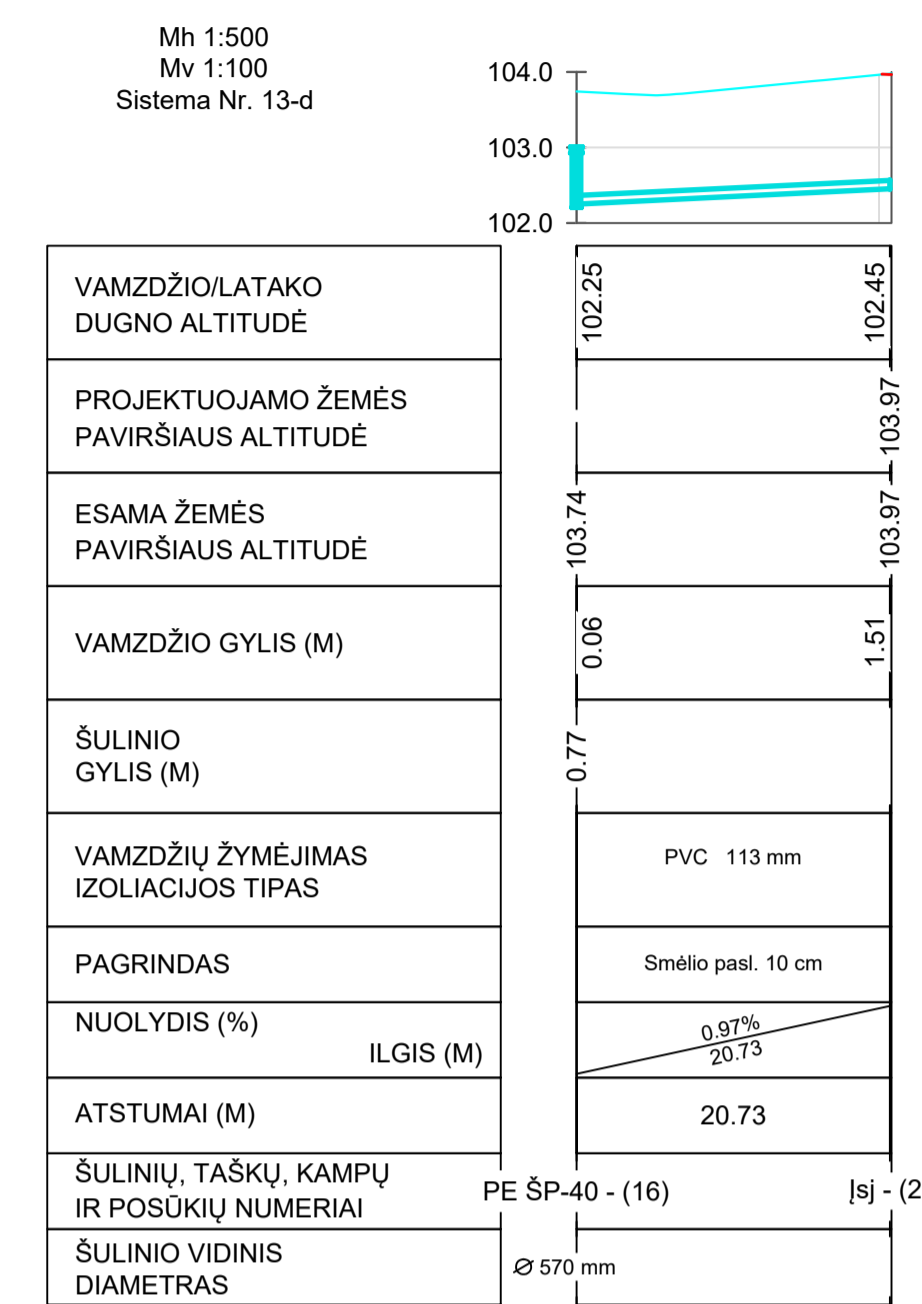 Mh 1:500
Mv 1:100
Sistema Nr. 13-d
104.0
103.0
102.0
VAMZDŽIO/LATAKO
DUGNO ALTITUDĖ
102.25
102.45
PROJEKTUOJAMO ŽEMĖS
PAVIRŠIAUS ALTITUDĖ
103.97
ESAMA ŽEMĖS
PAVIRŠIAUS ALTITUDĖ
103.74
103.97
VAMZDŽIO GYLIS (M)
0.06
1.51
ŠULINIO
GYLIS (M)
0.77
VAMZDŽIŲ ŽYMĖJIMAS
IZOLIACIJOS TIPAS
PVC 113 mm
PAGRINDAS
Smėlio pasl. 10 cm
NUOLYDIS (%)
ILGIS (M)
0.97%
20.73
ATSTUMAI (M)
20.73
ŠULINIŲ, TAŠKŲ, KAMPŲ
IR POSŪKIŲ NUMERIAI
PE ŠP-40 - (16)
Įsj - (2
ŠULINIO VIDINIS
DIAMETRAS
Ø 570 mm